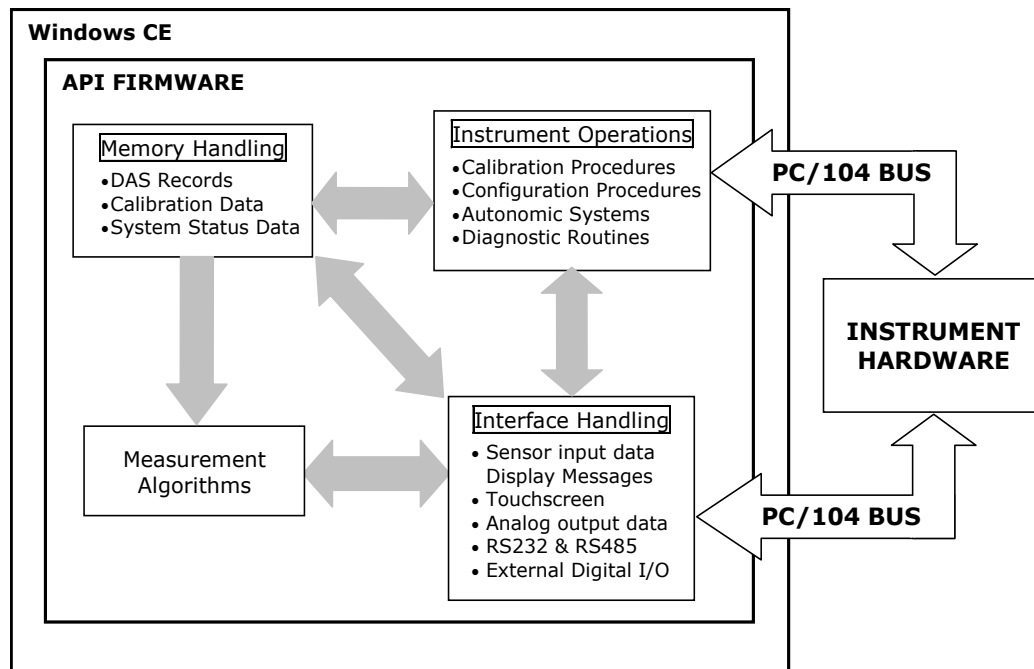 Windows CE
API FIRMWARE
Memory Handling
•DAS Records
•Calibration Data
•System Status Data
Instrument Operations
•Calibration Procedures
•Configuration Procedures
•Autonomic Systems
•Diagnostic Routines
PC/104 BUS
INSTRUMENT
HARDWARE
Measurement
Algorithms
Interface Handling
• Sensor input data
Display Messages
• Touchscreen
• Analog output data
• RS232 & RS485
• External Digital I/O
PC/104 BUS